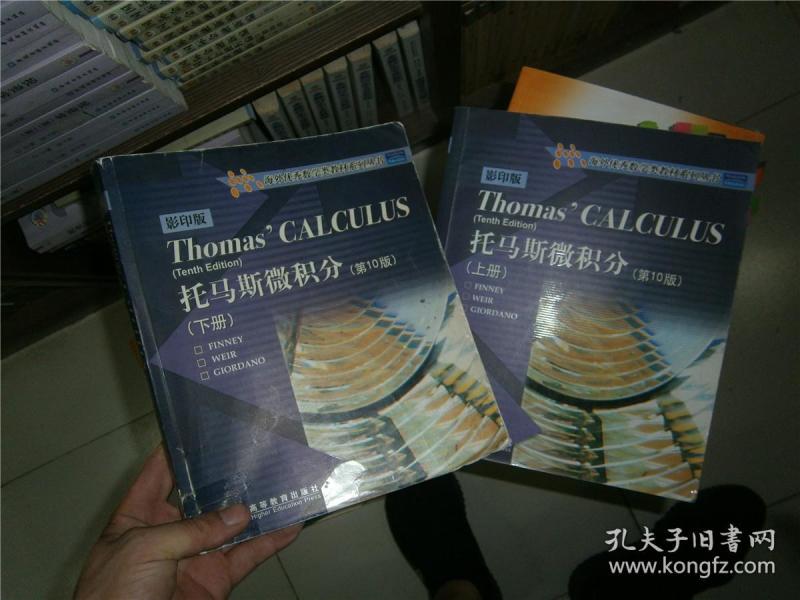 海外优秀数学类教材系列丛书
影印版
Thomas' CALCULUS
(Tenth Edition)
托马斯微积分(第10版)
(下册)
FINNEY
WEIR
GIORDANO
高等教育出版社
Higher Education Press
海外优秀数学类教材系列丛书
影印版
Thomas' CALCULUS
(Tenth Edition)
托马斯微积分(第10版)
(上册)
FINNEY
WEIR
GIORDANO
孔夫子旧书网
www.kongfz.com